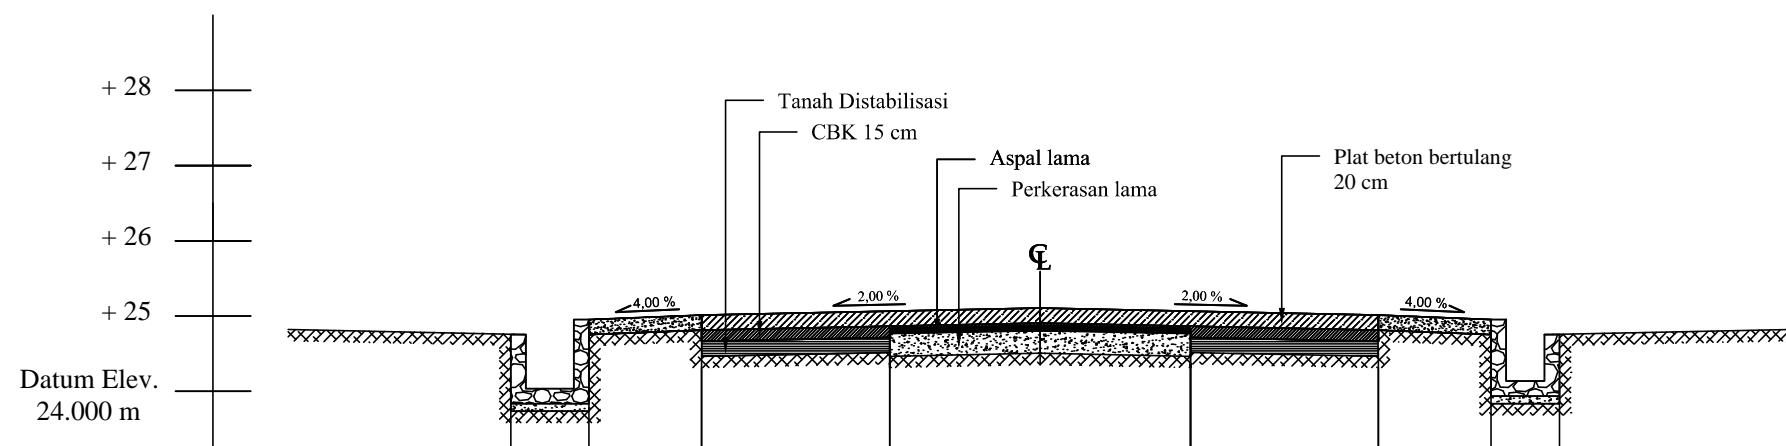 + 28
Tanah Distabilisasi
CBK 15 cm
+ 27
Aspal lama
Plat beton bertulang
20 cm
Perkerasan lama
+ 26
CL
+ 25
4,00 %
2,00 %
2,00 %
4,00 %
Datum Elev.
24.000 m